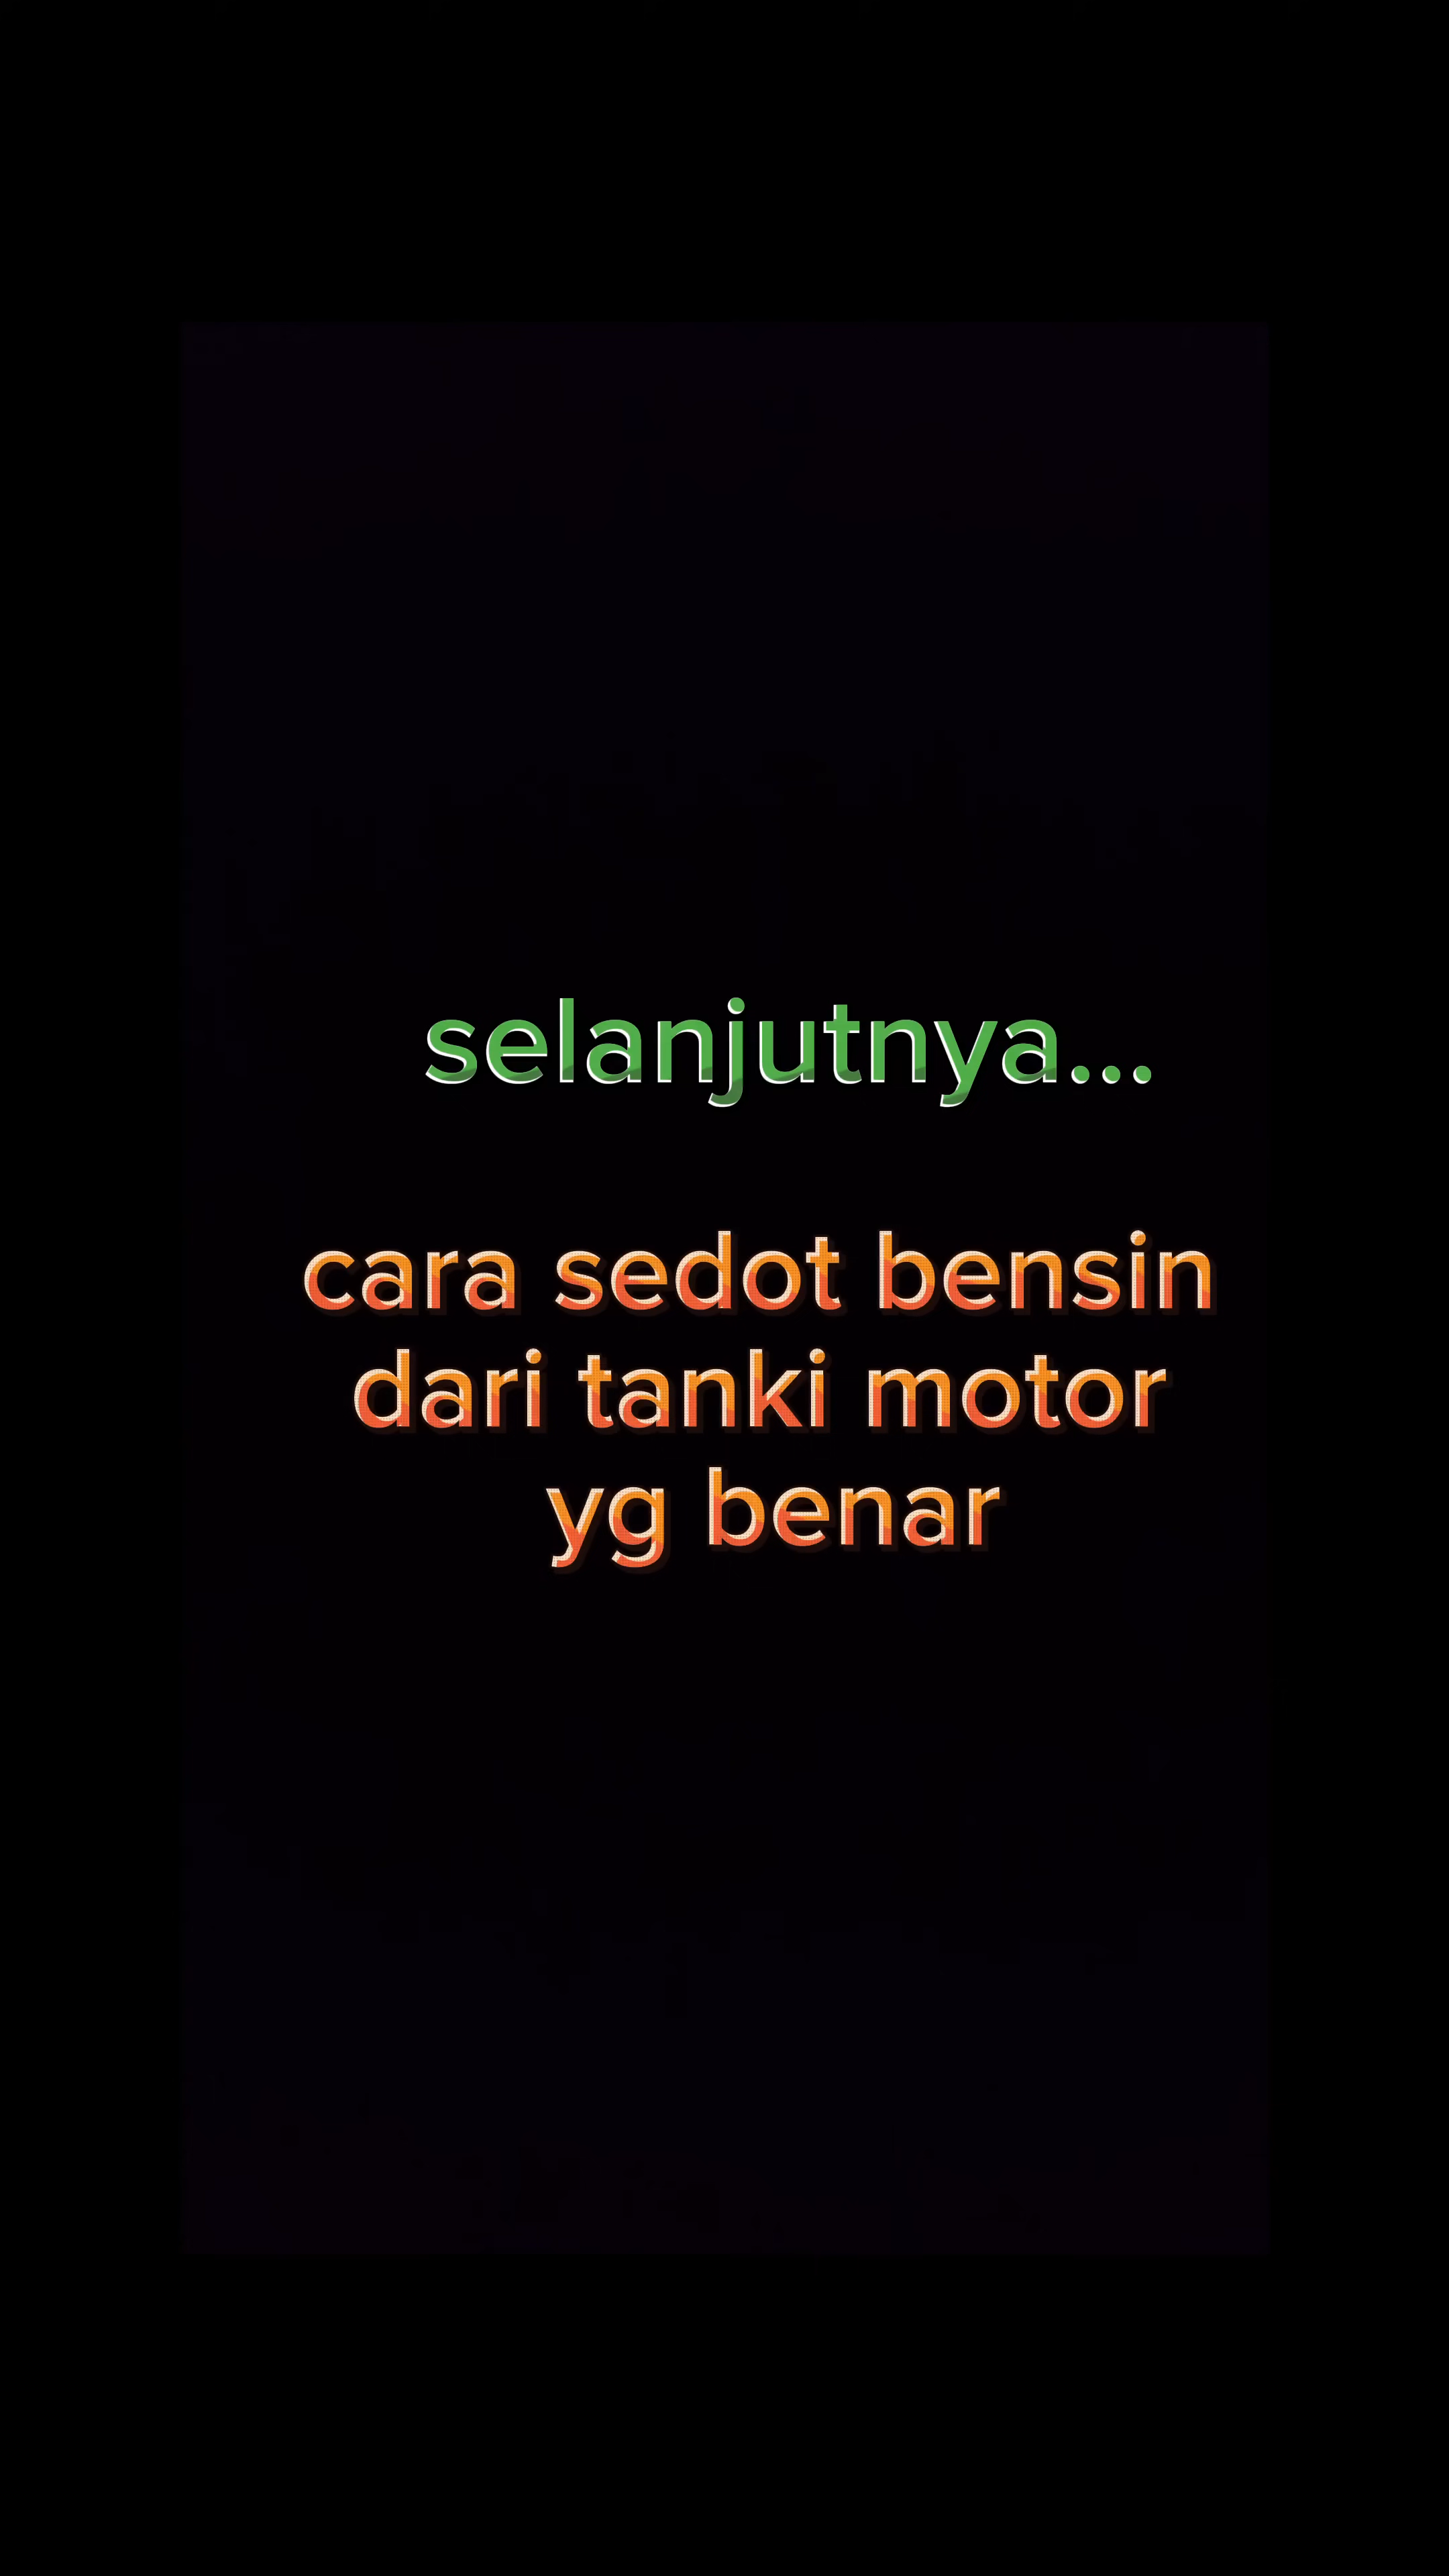 selanjutnya...
cara sedot bensin
dari tanki motor
yg benar